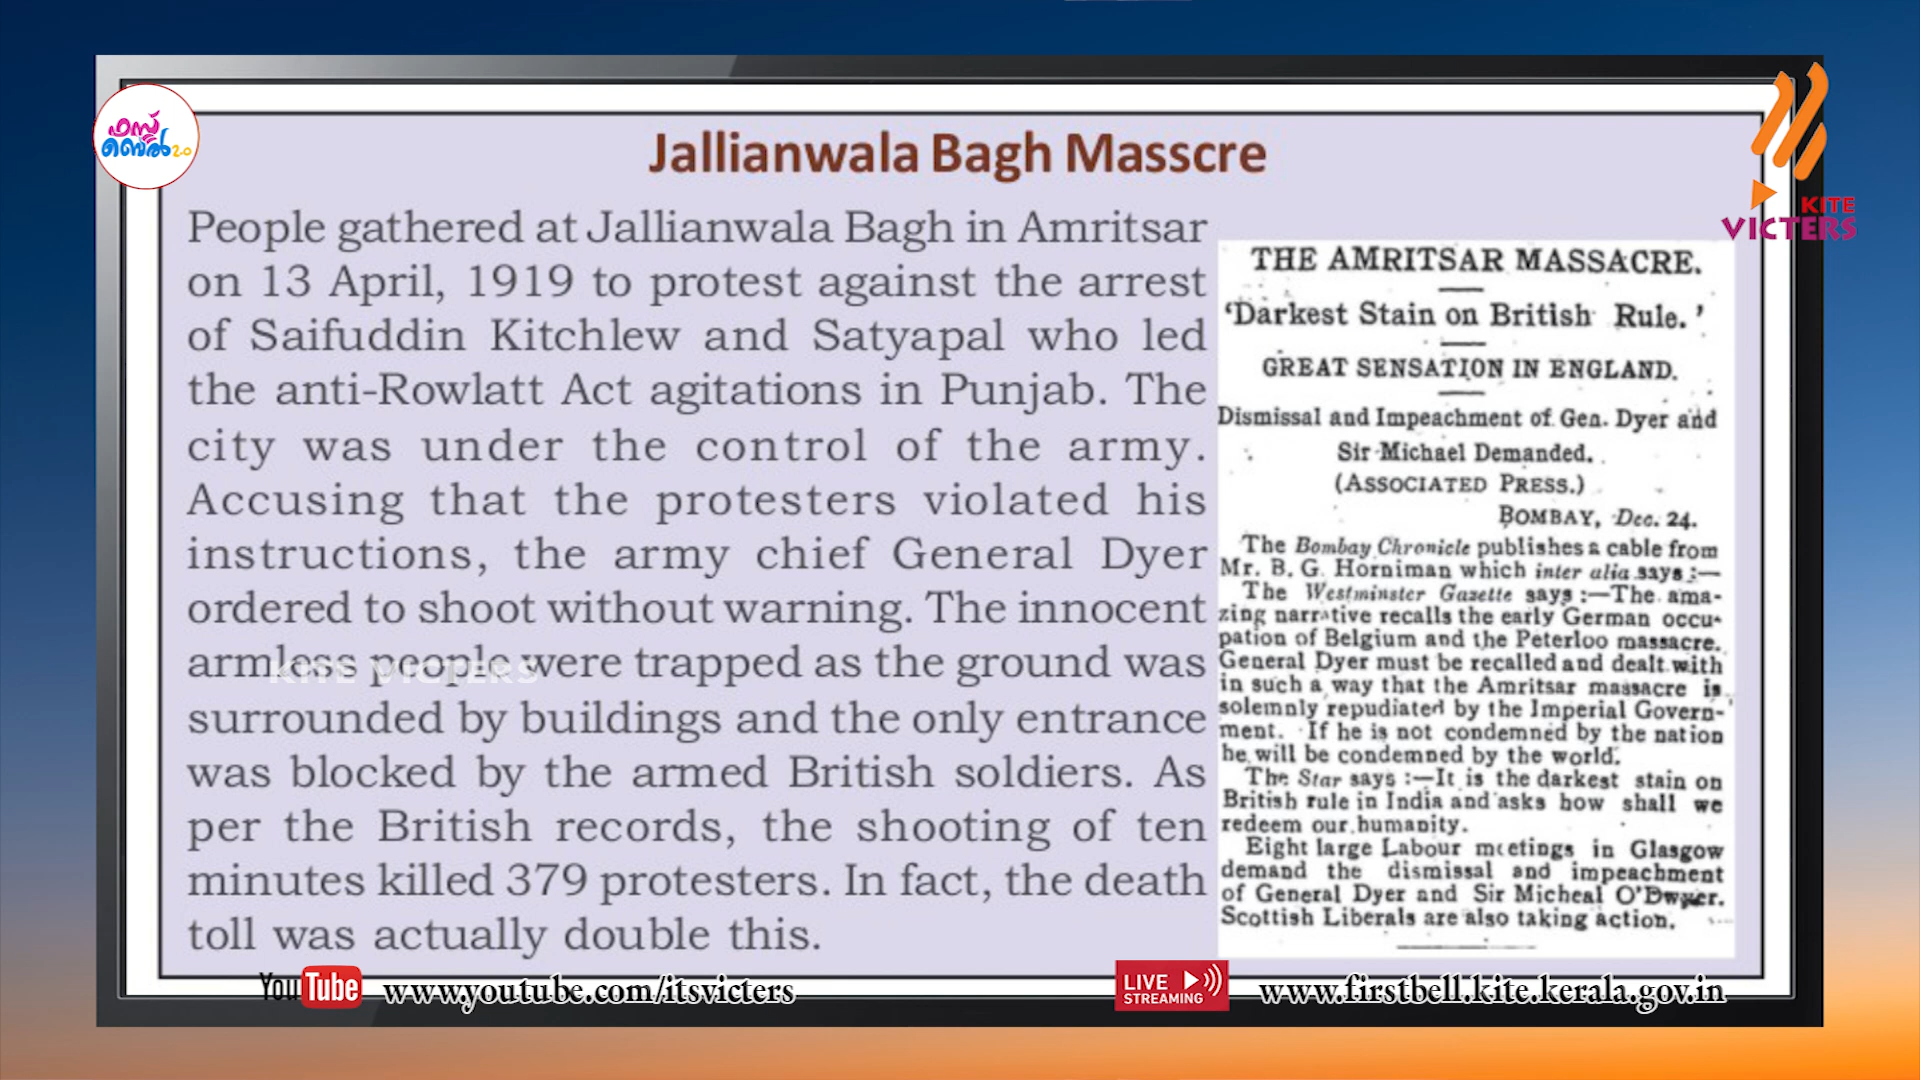 ഫസ്റ്റ്
ബെൽ 2.0
KITE
VICTERS
Jallianwala Bagh Masscre
People gathered at Jallianwala Bagh in Amritsar
on 13 April, 1919 to protest against the arrest
of Saifuddin Kitchlew and Satyapal who led
the anti-Rowlatt Act agitations in Punjab. The
city was under the control of the army.
Accusing that the protesters violated his
instructions, the army chief General Dyer
ordered to shoot without warning. The innocent
armless people were trapped as the ground was
surrounded by buildings and the only entrance
was blocked by the armed British soldiers. As
per the British records, the shooting of ten
minutes killed 379 protesters. In fact, the death
toll was actually double this.
KITE VICTERS
THE AMRITSAR MASSACRE.
'Darkest Stain on British Rule.'
GREAT SENSATION IN ENGLAND.
Dismissal and Impeachment of Gen. Dyer and
Sir Michael Demanded.
(ASSOCIATED PRESS.)
BOMBAY, Dec. 24.
The Bombay Chronicle publishes a cable from
Mr. B. G. Horniman which inter alia says :—
The Westminster Gazette says :—The ama-
zing narrative recalls the early German occu-
pation of Belgium and the Peterloo massacre.
General Dyer must be recalled and dealt with
in such a way that the Amritsar massacre is
solemnly repudiated by the Imperial Govern-
ment. If he is not condemned by the nation
he will be condemned by the world.
The Star says :—It is the darkest stain on
British rule in India and asks how shall we
redeem our humanity.
Eight large Labour meetings in Glasgow
demand the dismissal and impeachment
of General Dyer and Sir Micheal O'Dwyer.
Scottish Liberals are also taking action.
YouTube www.youtube.com/itsvicters
LIVE
STREAMING
www.firstbell.kite.kerala.gov.in